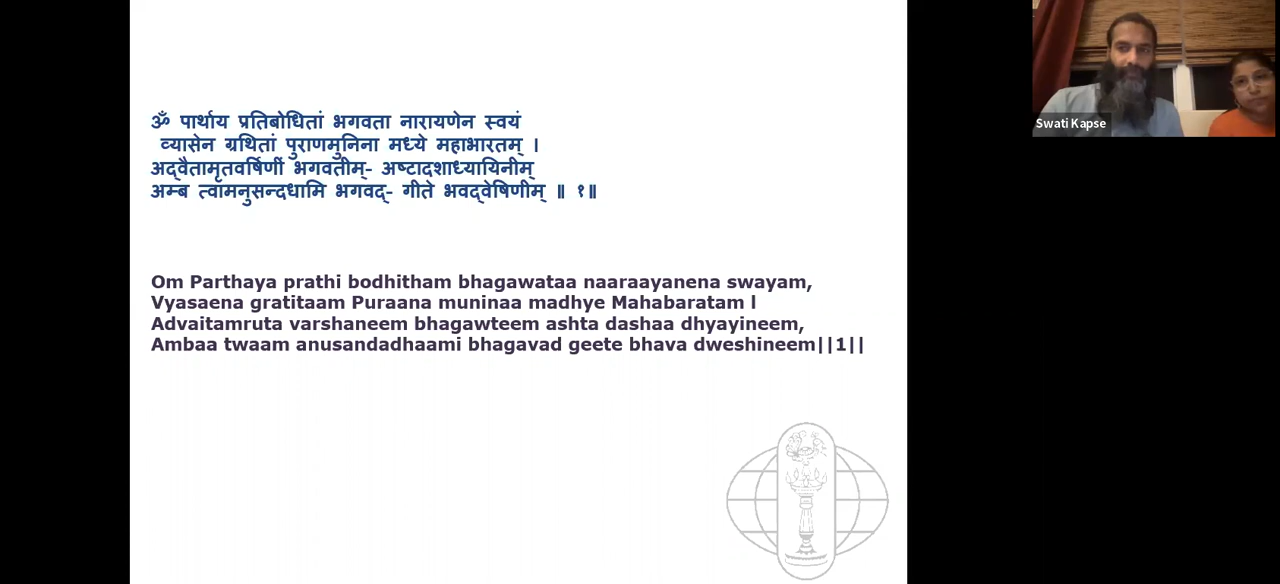 ॐ पार्थाय प्रतिबोधितां भगवता नारायणेन स्वयं
व्यासेन ग्रथितां पुराणमुनिना मध्ये महाभारतम् ।
अद्वैतामृतवर्षिणीं भगवतीम्- अष्टादशाध्यायिनीम्
अम्ब त्वामनुसन्दधामि भगवद्- गीते भवद्वेषिणीम् ॥ १॥
Om Parthaya prathi bodhitham bhagawataa naaraayanena swayam,
Vyasaena gratitaam Puraana muninaa madhye Mahabaratam l
Advaitamruta varshaneem bhagawteem ashta dashaa dhyayineem,
Ambaa twaam anusandadhaami bhagavad geete bhava dweshineem||1||
Swati Kapse